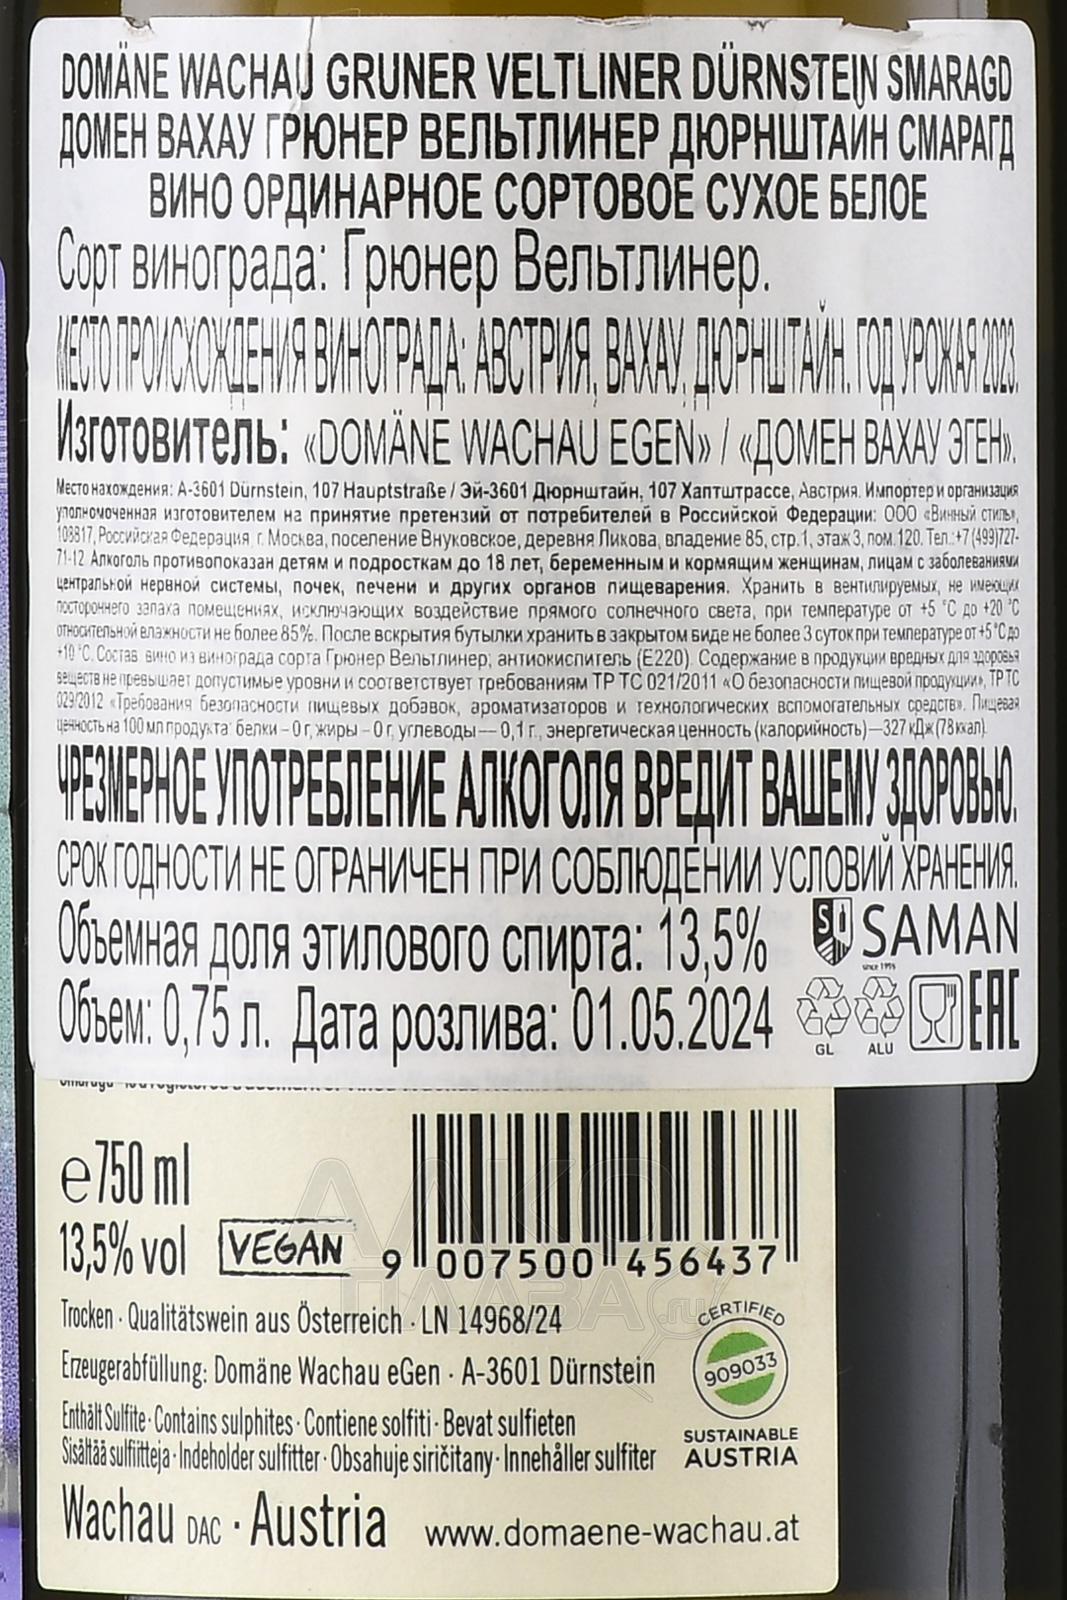 DOMÄNE WACHAU GRUNER VELTLINER DÜRNSTEIN SMARAGD
ДОМЕН ВАХАУ ГРЮНЕР ВЕЛЬТЛИНЕР ДЮРНШТАЙН СМАРАГД
ВИНО ОРДИНАРНОЕ СОРТОВОЕ СУХОЕ БЕЛОЕ
Сорт винограда: Грюнер Вельтлинер.
МЕСТО ПРОИСХОЖДЕНИЯ ВИНОГРАДА: АВСТРИЯ, ВАХАУ, ДЮРНШТАЙН. ГОД УРОЖАЯ 2023.
Изготовитель: «DOMÄNE WACHAU EGEN» / «ДОМЕН ВАХАУ ЭГЕН».
Место нахождения: A-3601 Dürnstein, 107 Hauptstraße / Эй-3601 Дюрнштайн, 107 Хаптштрассе, Австрия. Импортер и организация
уполномоченная изготовителем на принятие претензий от потребителей в Российской Федерации: ООО «Винный стиль»,
108817, Российская Федерация, г. Москва, поселение Внуковское, деревня Ликова, владение 85, стр.1, этаж 3, пом.120. Тел.:+7 (499)727-
71-12 Алкоголь противопоказан детям и подросткам до 18 лет, беременным и кормящим женщинам, лицам с заболеваниями
центральной нервной системы, почек, печени и других органов пищеварения. Хранить в вентилируемых, не имеющих
постороннего запаха помещениях, исключающих воздействие прямого солнечного света, при температуре от +5 °C до +20 °C
относительной влажности не более 85%. После вскрытия бутылки хранить в закрытом виде не более 3 суток при температуре от +5°C до
+10 °C. Состав: вино из винограда сорта Грюнер Вельтлинер, антиокислитель (Е220). Содержание в продукции вредных для здоровья
веществ не превышает допустимые уровни и соответствует требованиям ТР ТС 021/2011 «О безопасности пищевой продукции», ТР ТС
029/2012 «Требования безопасности пищевых добавок, ароматизаторов и технологических вспомогательных средств». Пищевая
ценность на 100 мл продукта: белки – 0 г, жиры – 0 г, углеводы — 0,1 г., энергетическая ценность (калорийность)—327 кДж (78 ккал).
ЧРЕЗМЕРНОЕ УПОТРЕБЛЕНИЕ АЛКОГОЛЯ ВРЕДИТ ВАШЕМУ ЗДОРОВЬЮ.
СРОК ГОДНОСТИ НЕ ОГРАНИЧЕН ПРИ СОБЛЮДЕНИИ УСЛОВИЙ ХРАНЕНИЯ.
Объемная доля этилового спирта: 13,5%
SAMAN
since 1995
Объем: 0,75 л. Дата розлива: 01.05.2024
GL ALU
EAC
e 750 ml
13,5% vol
VEGAN
9 007500 456437
АЛКО
ПЛАЗА.ru
Trocken · Qualitätswein aus Österreich · LN 14968/24
Erzeugerabfüllung: Domäne Wachau eGen · A-3601 Dürnstein
Enthält Sulfite · Contains sulphites · Contiene solfiti · Bevat sulfieten
Sisältää sulfiitteja · Indeholder sulfitter · Obsahuje siričitany · Innehåller sulfiter
CERTIFIED
909033
SUSTAINABLE
AUSTRIA
Wachau DAC · Austria
www.domaene-wachau.at